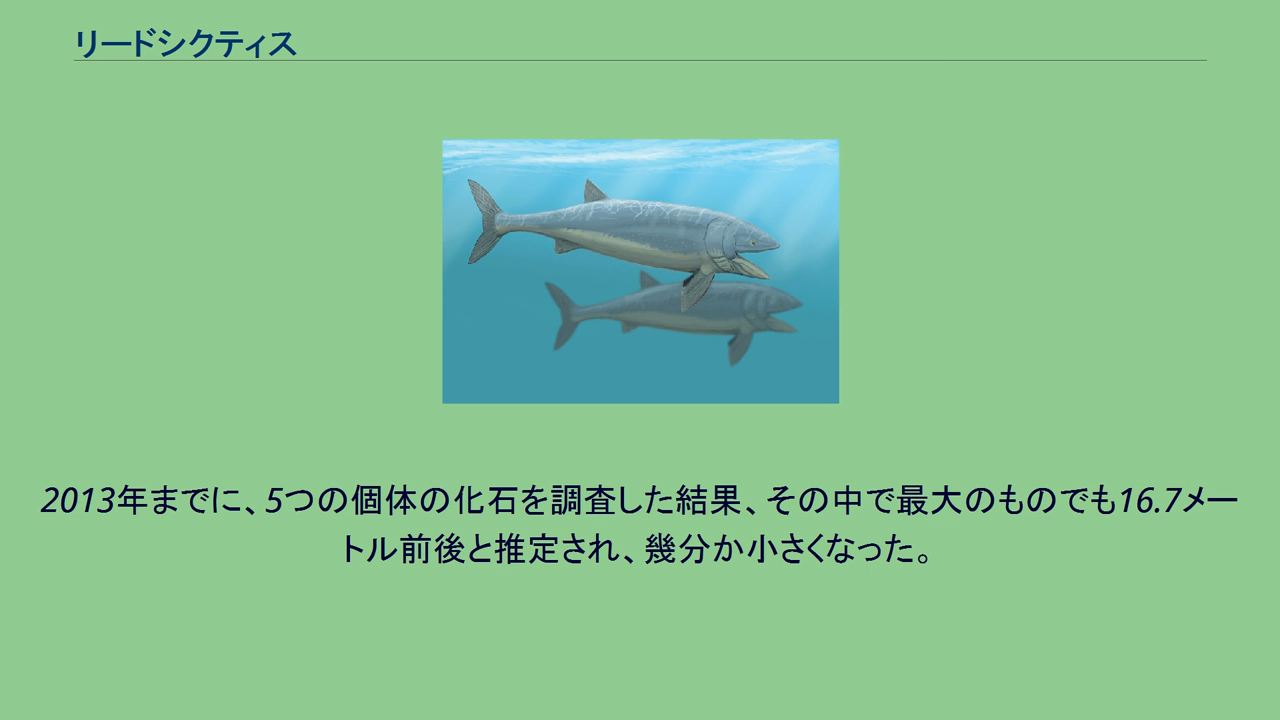 リードシクティス
2013年までに、5つの個体の化石を調査した結果、その中で最大のものでも16.7メー
トル前後と推定され、幾分か小さくなった。